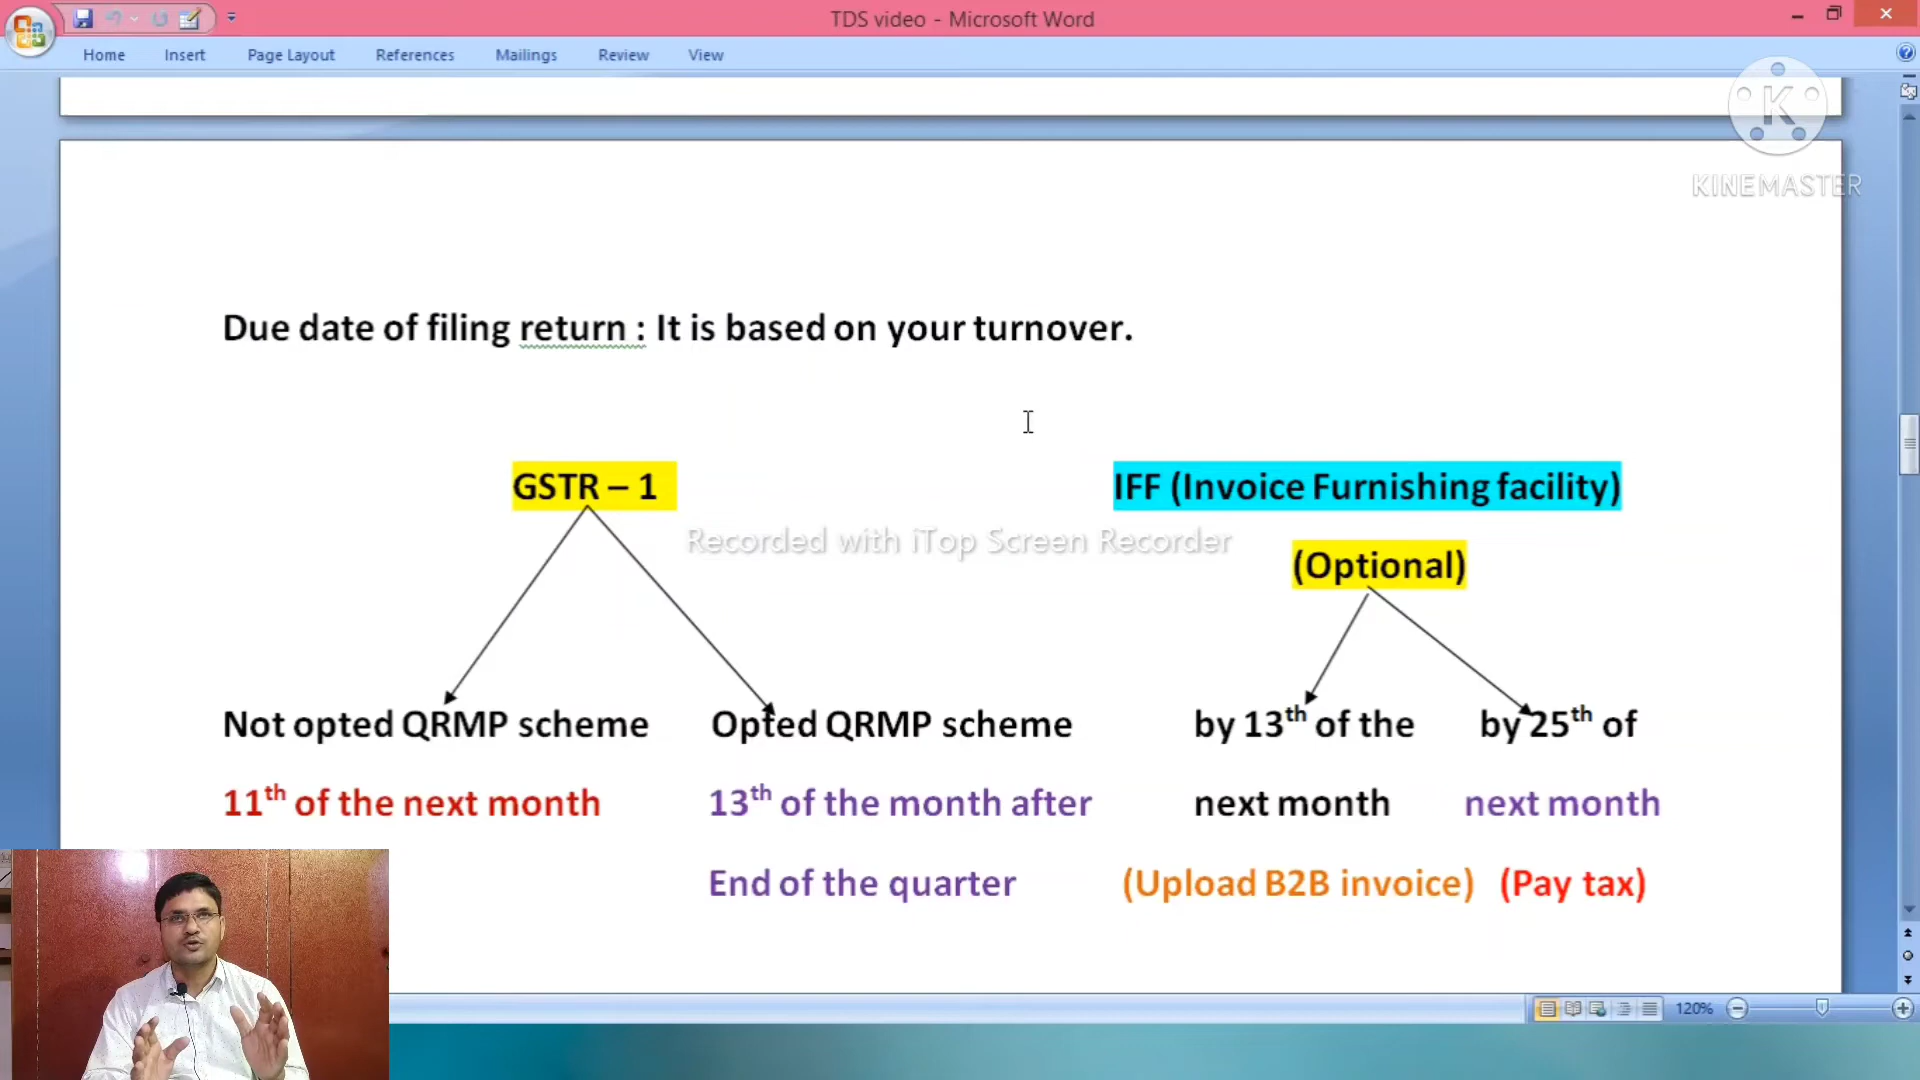 TDS video - Microsoft Word
Home Insert Page Layout References Mailings Review View
K
KINEMASTER
Due date of filing return : It is based on your turnover.
GSTR – 1 IFF (Invoice Furnishing facility)
Recorded with iTop Screen Recorder
(Optional)
Not opted QRMP scheme Opted QRMP scheme by 13th of the by 25th of
11th of the next month 13th of the month after next month next month
End of the quarter (Upload B2B invoice) (Pay tax)
120%